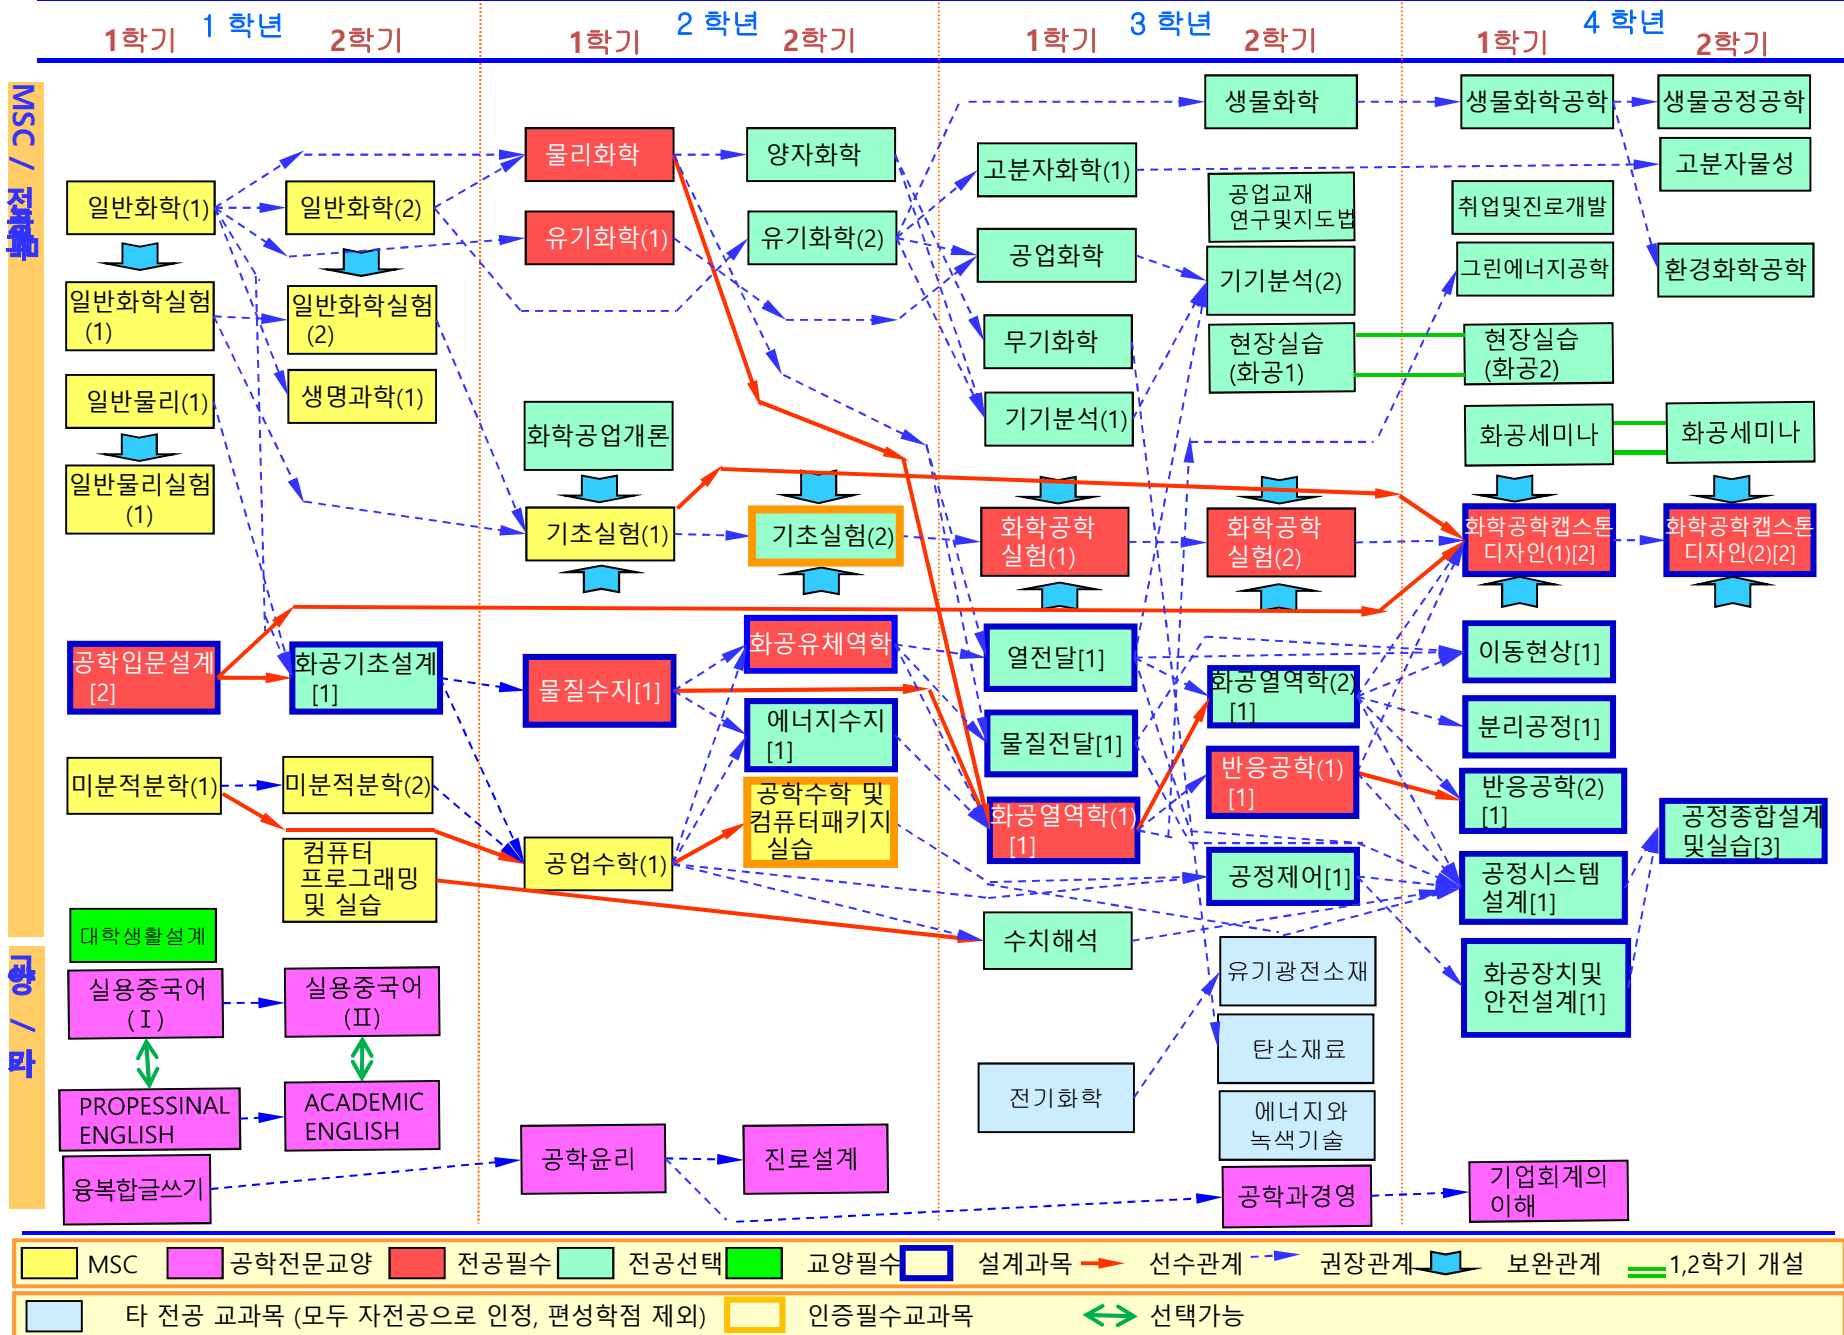 1 학년
2 학년
3 학년
4 학년
1학기
2학기
1학기
2학기
1학기
2학기
1학기
2학기
MSC / 전공과목
교양 / 기타
일반화학(1)
일반화학실험
(1)
일반물리(1)
일반물리실험
(1)
공학입문설계
[2]
미분적분학(1)
대학생활설계
실용중국어
(Ⅰ)
PROPESSINAL
ENGLISH
융복합글쓰기
일반화학(2)
일반화학실험
(2)
생명과학(1)
화공기초설계
[1]
미분적분학(2)
컴퓨터
프로그래밍
및 실습
실용중국어
(Ⅱ)
ACADEMIC
ENGLISH
물리화학
유기화학(1)
화학공업개론
기초실험(1)
물질수지[1]
공업수학(1)
공학윤리
양자화학
유기화학(2)
기초실험(2)
화공유체역학
에너지수지
[1]
공학수학 및
컴퓨터패키지
실습
진로설계
고분자화학(1)
공업화학
무기화학
기기분석(1)
화학공학
실험(1)
열전달[1]
물질전달[1]
화공열역학(1)
[1]
수치해석
전기화학
생물화학
공업교재
연구및지도법
기기분석(2)
현장실습
(화공1)
화학공학
실험(2)
화공열역학(2)
[1]
반응공학(1)
[1]
공정제어[1]
유기광전소재
탄소재료
에너지와
녹색기술
공학과경영
생물화학공학
취업및진로개발
그린에너지공학
현장실습
(화공2)
화공세미나
화학공학캡스톤
디자인(1)[2]
이동현상[1]
분리공정[1]
반응공학(2)
[1]
공정시스템
설계[1]
화공장치및
안전설계[1]
기업회계의
이해
생물공정공학
고분자물성
환경화학공학
화공세미나
화학공학캡스톤
디자인(2)[2]
공정종합설계
및실습[3]
MSC
공학전문교양
전공필수
전공선택
교양필수
설계과목
선수관계
권장관계
보완관계
1,2학기 개설
타 전공 교과목 (모두 자전공으로 인정, 편성학점 제외)
인증필수교과목
선택가능